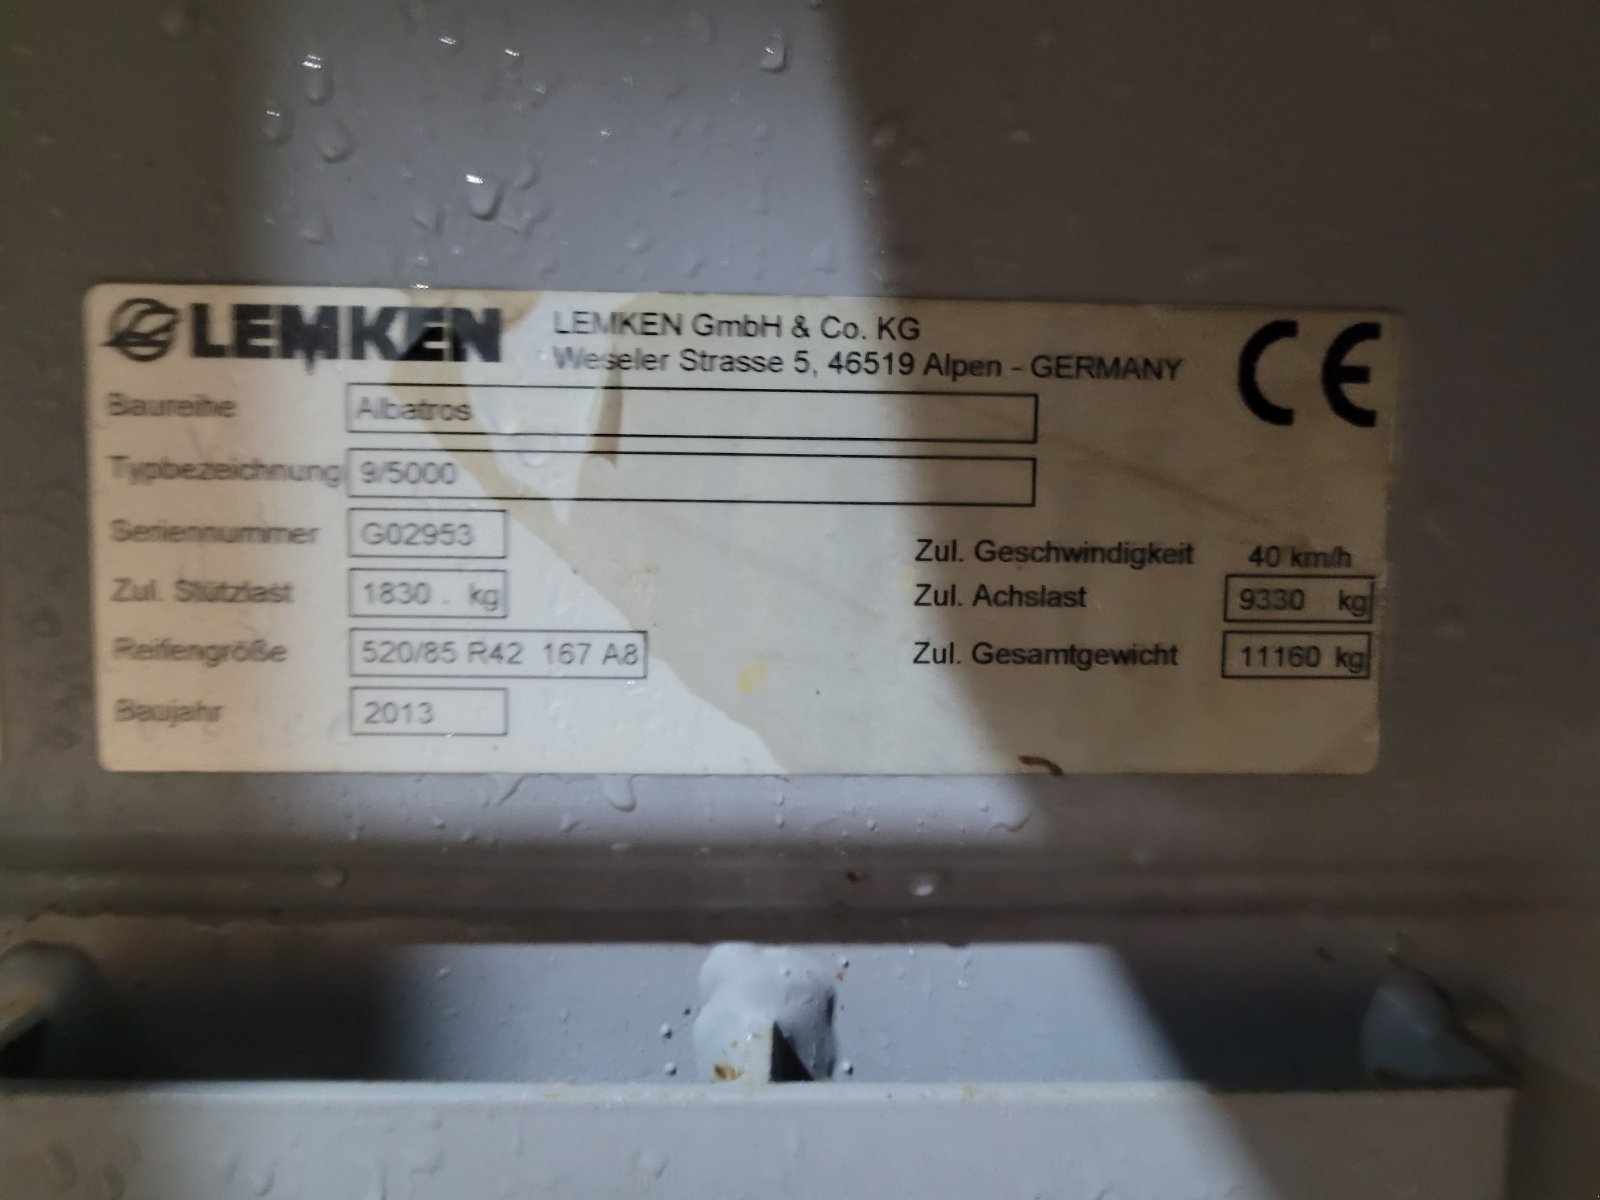 LEMKEN
LEMKEN GmbH & Co. KG
Weseler Strasse 5, 46519 Alpen - GERMANY
CE
Baureihe Albatros
Typbezeichnung 9/5000
Seriennummer G02953
Zul. Geschwindigkeit 40 km/h
Zul. Stützlast 1830 kg
Zul. Achslast 9330 kg
Reifengröße 520/85 R42 167 A8
Zul. Gesamtgewicht 11160 kg
Baujahr 2013